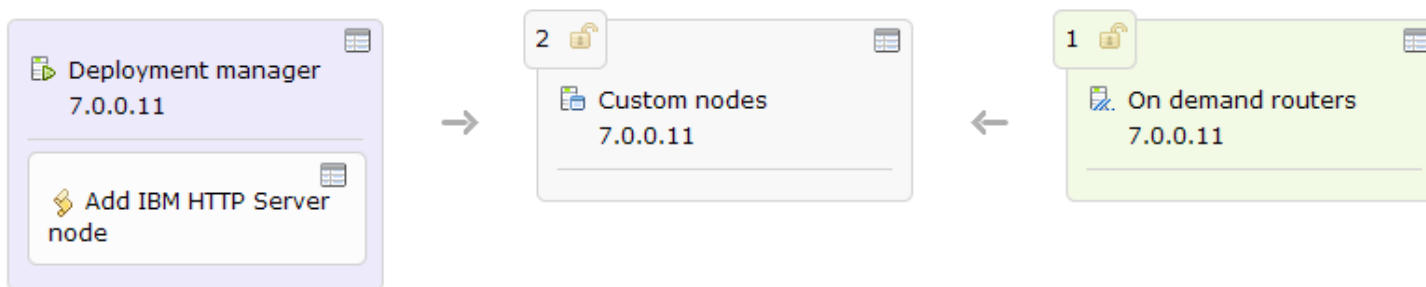 Deployment manager
7.0.0.11
Add IBM HTTP Server
node
2
Custom nodes
7.0.0.11
1
On demand routers
7.0.0.11